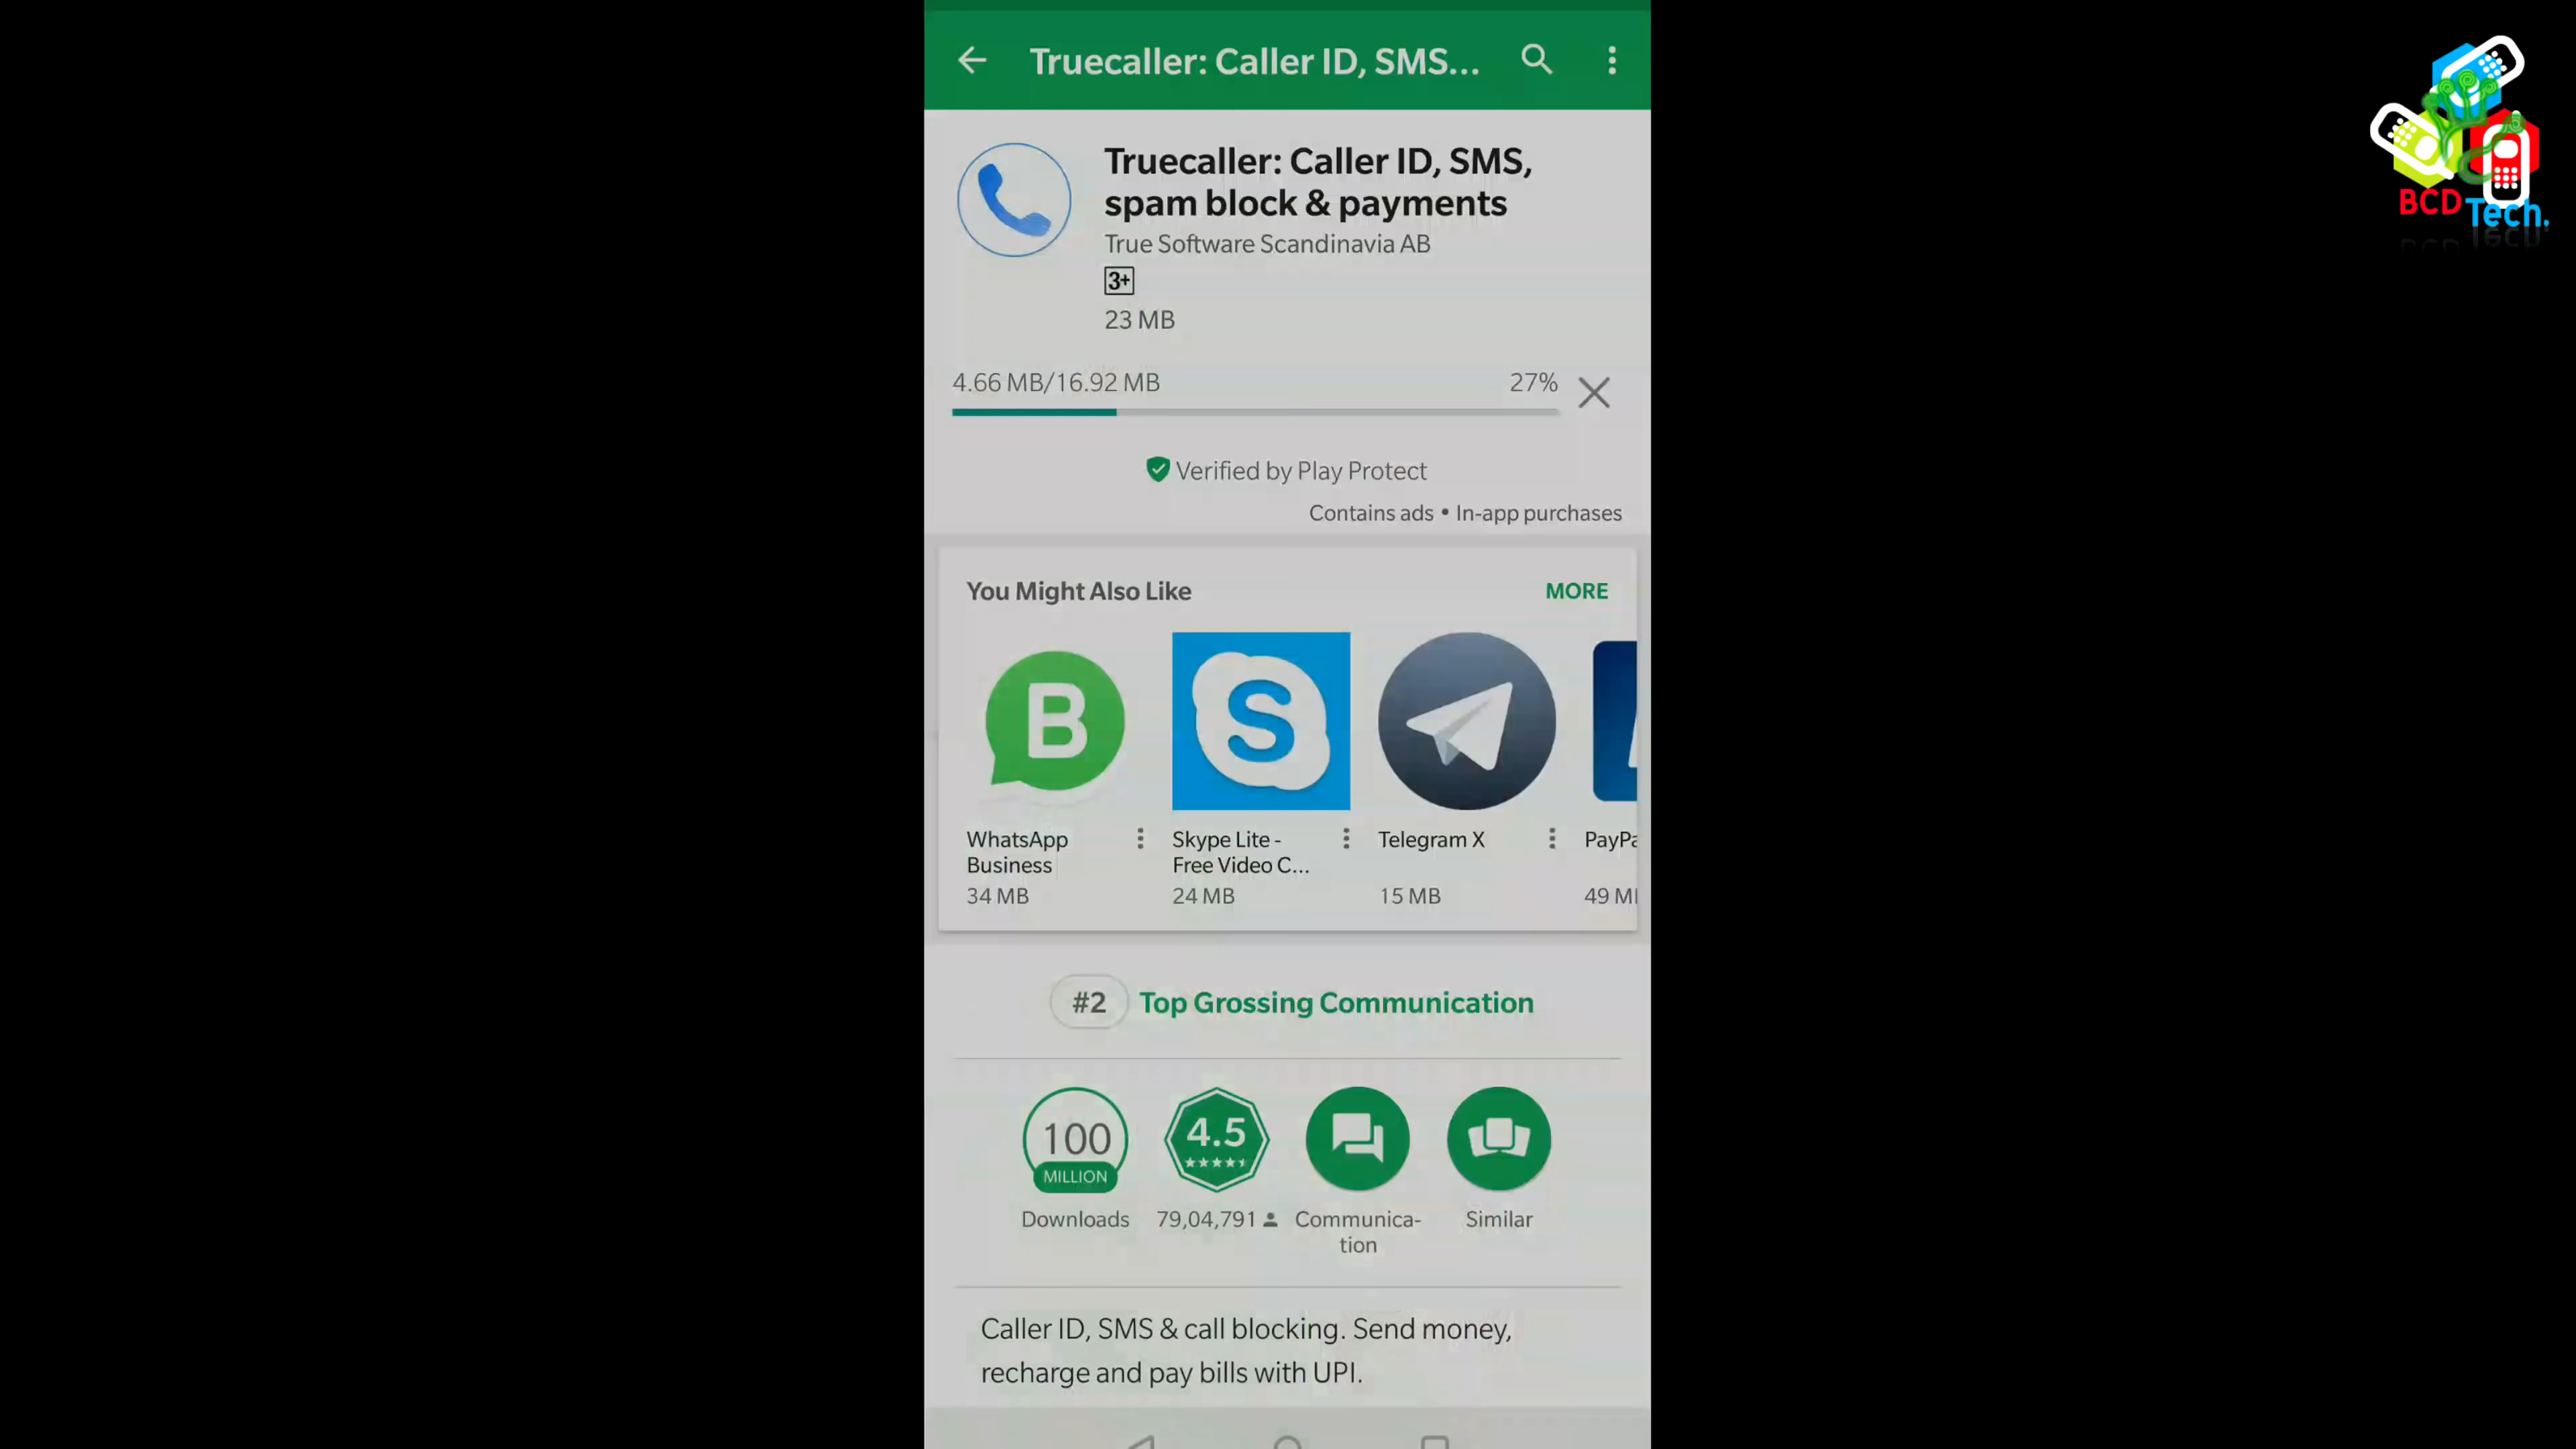 Truecaller: Caller ID, SMS...
Truecaller: Caller ID, SMS,
spam block & payments
True Software Scandinavia AB
3+
23 MB
4.66 MB/16.92 MB 27%
Verified by Play Protect
Contains ads • In-app purchases
You Might Also Like MORE
B S
WhatsApp Business
Skype Lite - Free Video C...
Telegram X
PayPa
34 MB 24 MB 15 MB 49 M
#2 Top Grossing Communication
100 MILLION
4.5
Downloads
79,04,791
Communica-
tion
Similar
Caller ID, SMS & call blocking. Send money,
recharge and pay bills with UPI.
BCD Tech.